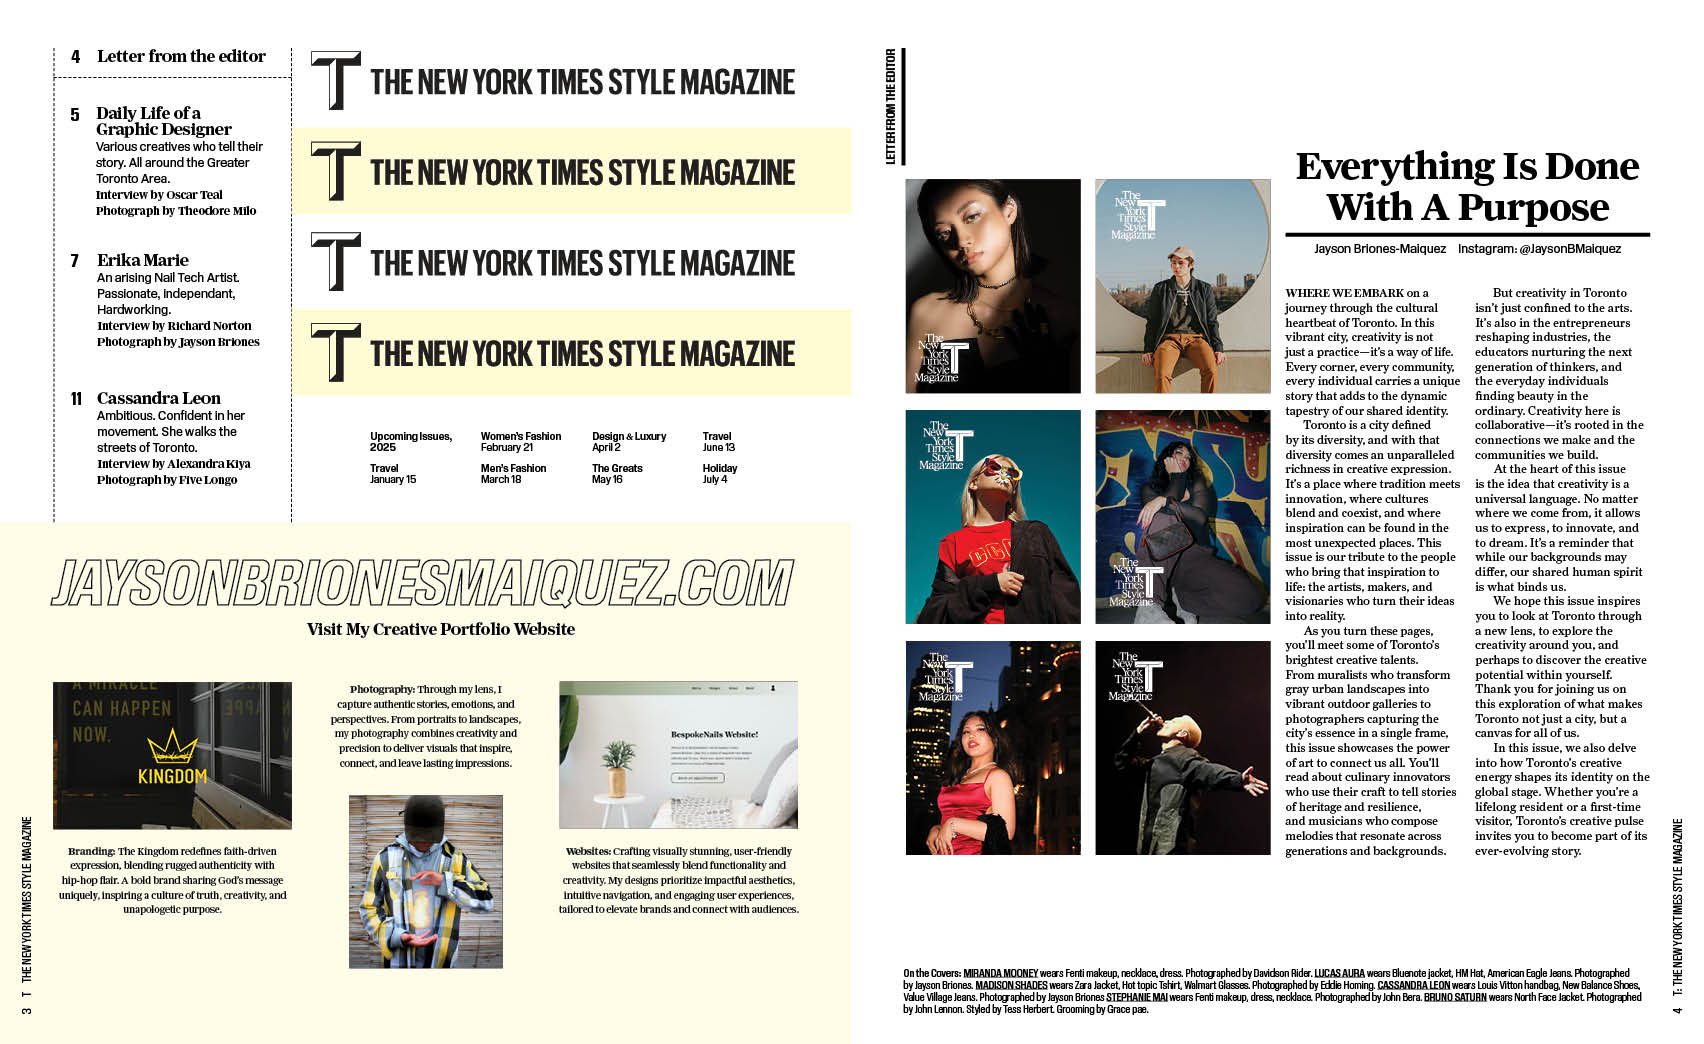 4 Letter from the editor
5 Daily Life of a
Graphic Designer
Various creatives who tell their
story. All around the Greater
Toronto Area.
Interview by Oscar Teal
Photograph by Theodore Milo
7 Erika Marie
An arising Nail Tech Artist.
Passionate, independant,
Hardworking.
Interview by Richard Norton
Photograph by Jayson Briones
11 Cassandra Leon
Ambitious. Confident in her
movement. She walks the
streets of Toronto.
Interview by Alexandra Kiya
Photograph by Five Longo
T THE NEW YORK TIMES STYLE MAGAZINE
T THE NEW YORK TIMES STYLE MAGAZINE
T THE NEW YORK TIMES STYLE MAGAZINE
T THE NEW YORK TIMES STYLE MAGAZINE
Upcoming Issues,
2025
Travel
January 15
Women's Fashion
February 21
Men's Fashion
March 18
Design & Luxury
April 2
The Greats
May 16
Travel
June 13
Holiday
July 4
JAYSONBRIONESMAIQUEZ.COM
Visit My Creative Portfolio Website
A MIRACLE
CAN HAPPEN
NOW.
KINGDOM
Branding: The Kingdom redefines faith-driven
expression, blending rugged authenticity with
hip-hop flair. A bold brand sharing God's message
uniquely, inspiring a culture of truth, creativity, and
unapologetic purpose.
Photography: Through my lens, I
capture authentic stories, emotions, and
perspectives. From portraits to landscapes,
my photography combines creativity and
precision to deliver visuals that inspire,
connect, and leave lasting impressions.
BespokeNails Website!
Websites: Crafting visually stunning, user-friendly
websites that seamlessly blend functionality and
creativity. My designs prioritize impactful aesthetics,
intuitive navigation, and engaging user experiences,
tailored to elevate brands and connect with audiences.
3 T THE NEW YORK TIMES STYLE MAGAZINE
LETTER FROM THE EDITOR
The
New
York
Times
Style
Magazine
T
The
New
York
Times
Style
Magazine
T
The
New
York
Times
Style
Magazine
T
The
New
York
Times
Style
Magazine
T
The
New
York
Times
Style
Magazine
T
The
New
York
Times
Style
Magazine
T
Everything Is Done
With A Purpose
Jayson Briones-Maiquez Instagram: @JaysonBMaiquez
WHERE WE EMBARK on a
journey through the cultural
heartbeat of Toronto. In this
vibrant city, creativity is not
just a practice—it's a way of life.
Every corner, every community,
every individual carries a unique
story that adds to the dynamic
tapestry of our shared identity.
Toronto is a city defined
by its diversity, and with that
diversity comes an unparalleled
richness in creative expression.
It's a place where tradition meets
innovation, where cultures
blend and coexist, and where
inspiration can be found in the
most unexpected places. This
issue is our tribute to the people
who bring that inspiration to
life: the artists, makers, and
visionaries who turn their ideas
into reality.
As you turn these pages,
you'll meet some of Toronto's
brightest creative talents.
From muralists who transform
gray urban landscapes into
vibrant outdoor galleries to
photographers capturing the
city's essence in a single frame,
this issue showcases the power
of art to connect us all. You'll
read about culinary innovators
who use their craft to tell stories
of heritage and resilience,
and musicians who compose
melodies that resonate across
generations and backgrounds.
But creativity in Toronto
isn't just confined to the arts.
It's also in the entrepreneurs
reshaping industries, the
educators nurturing the next
generation of thinkers, and
the everyday individuals
finding beauty in the
ordinary. Creativity here is
collaborative—it's rooted in the
connections we make and the
communities we build.
At the heart of this issue
is the idea that creativity is a
universal language. No matter
where we come from, it allows
us to express, to innovate, and
to dream. It's a reminder that
while our backgrounds may
differ, our shared human spirit
is what binds us.
We hope this issue inspires
you to look at Toronto through
a new lens, to explore the
creativity around you, and
perhaps to discover the creative
potential within yourself.
Thank you for joining us on
this exploration of what makes
Toronto not just a city, but a
canvas for all of us.
In this issue, we also delve
into how Toronto's creative
energy shapes its identity on the
global stage. Whether you're a
lifelong resident or a first-time
visitor, Toronto's creative pulse
invites you to become part of its
ever-evolving story.
On the Covers: MIRANDA MOONEY wears Fenti makeup, necklace, dress. Photographed by Davidson Rider. LUCAS AURA wears Bluenote jacket, HM Hat, American Eagle Jeans. Photographed
by Jayson Briones. MADISON SHADES wears Zara Jacket, Hot topic Tshirt, Walmart Glasses. Photographed by Eddie Homing. CASSANDRA LEON wears Louis Vitton handbag, New Balance Shoes,
Value Village Jeans. Photographed by Jayson Briones STEPHANIE MAI wears Fenti makeup, dress, necklace. Photographed by John Bera. BRUNO SATURN wears North Face Jacket. Photographed
by John Lennon. Styled by Tess Herbert. Grooming by Grace pae.
4 T: THE NEW YORK TIMES STYLE MAGAZINE